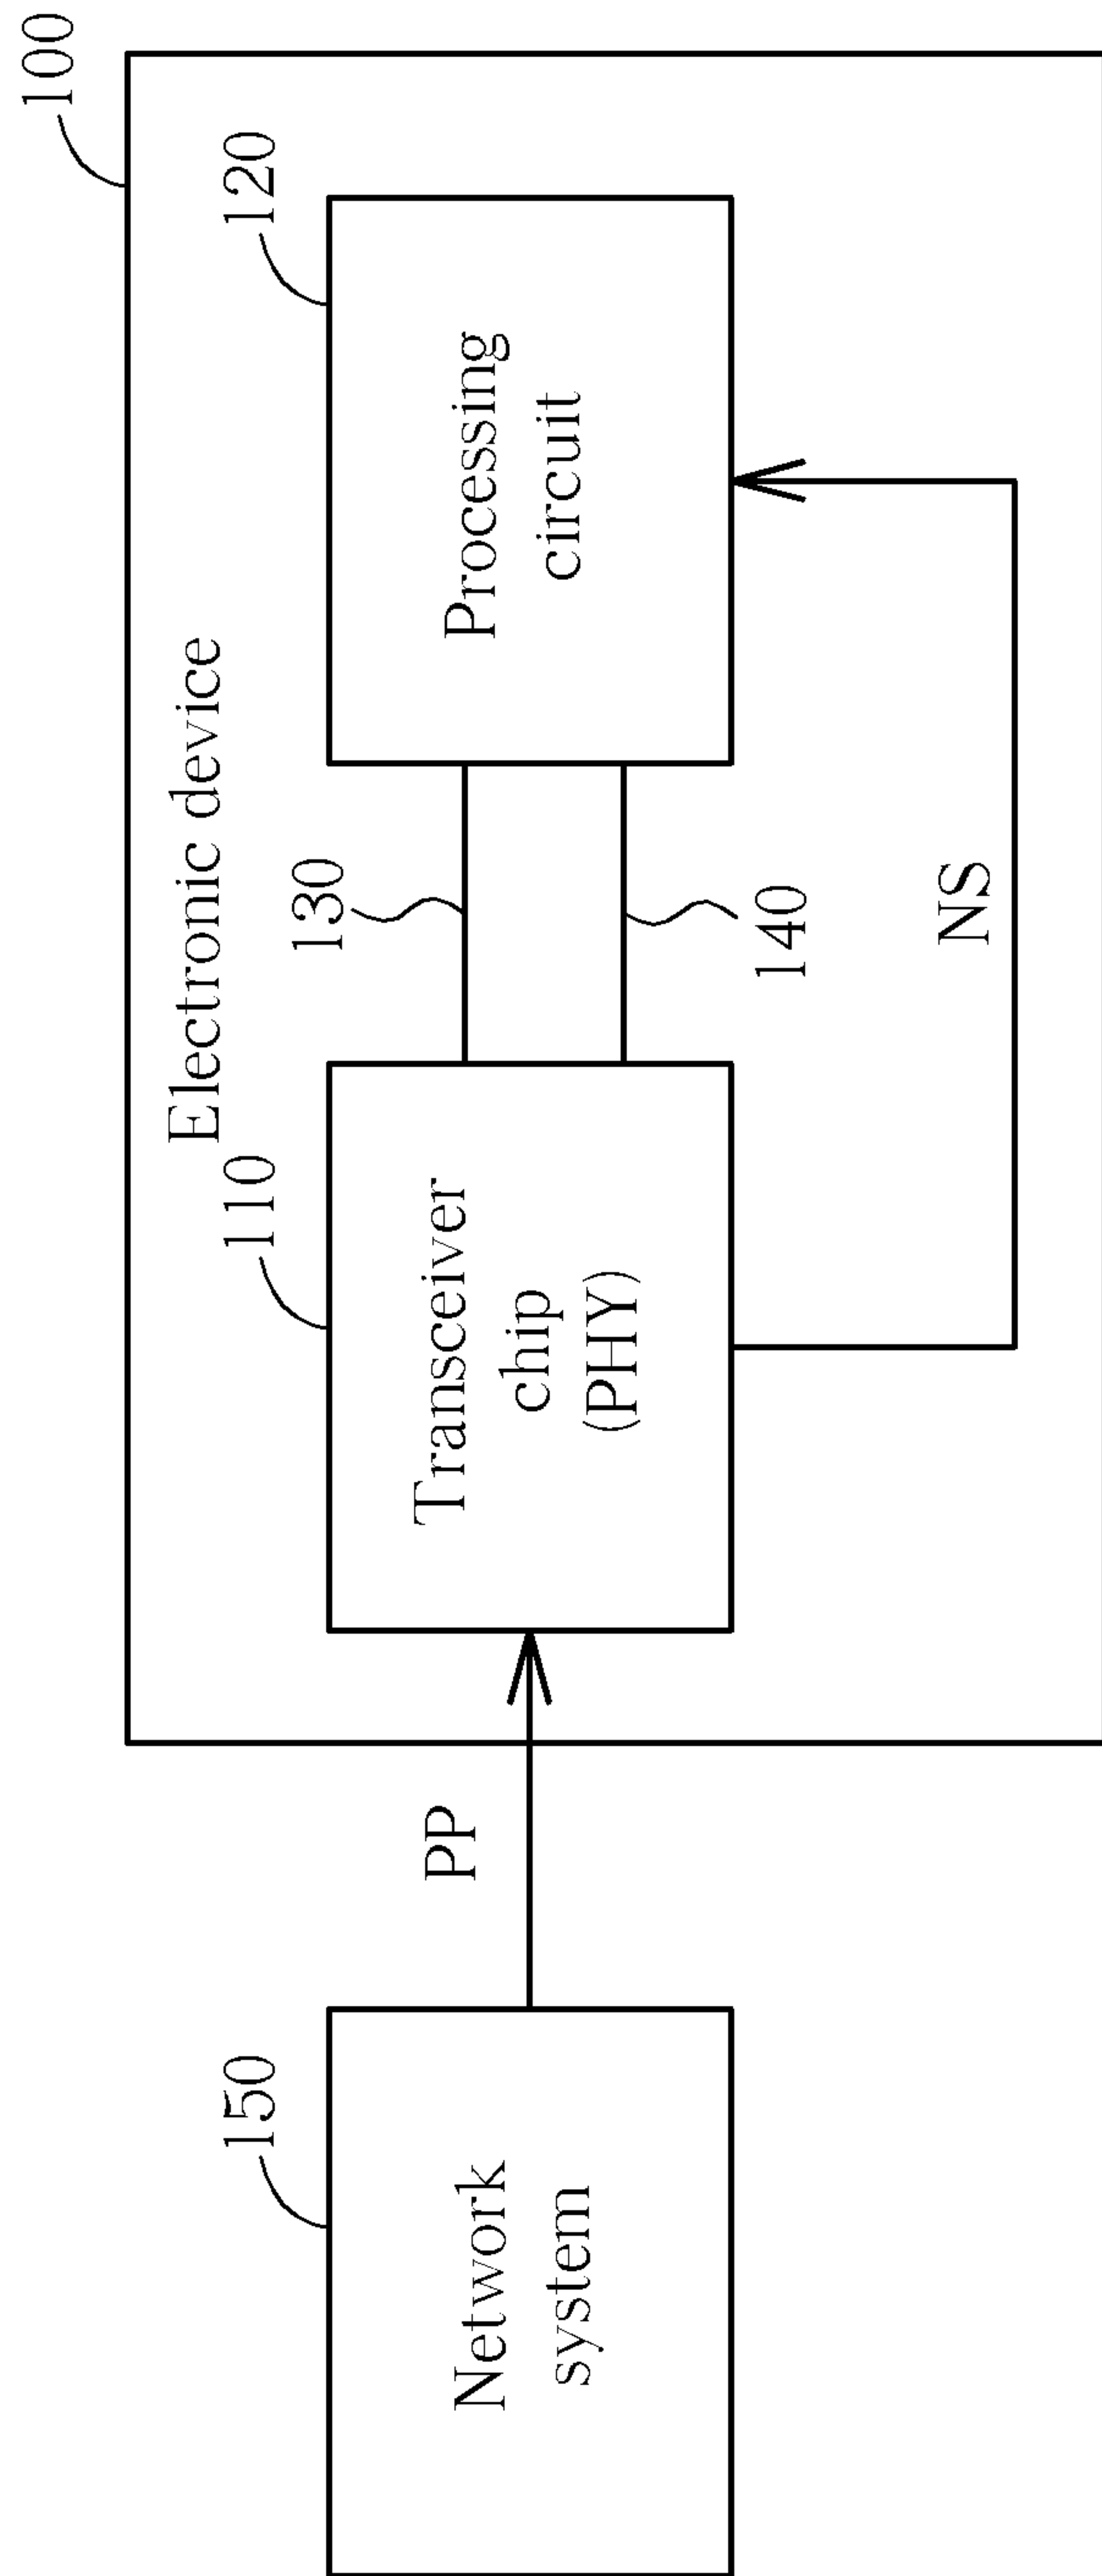 100
Electronic device
150
110
120
Network
system
PP
Transceiver
chip
(PHY)
130
140
Processing
circuit
NS